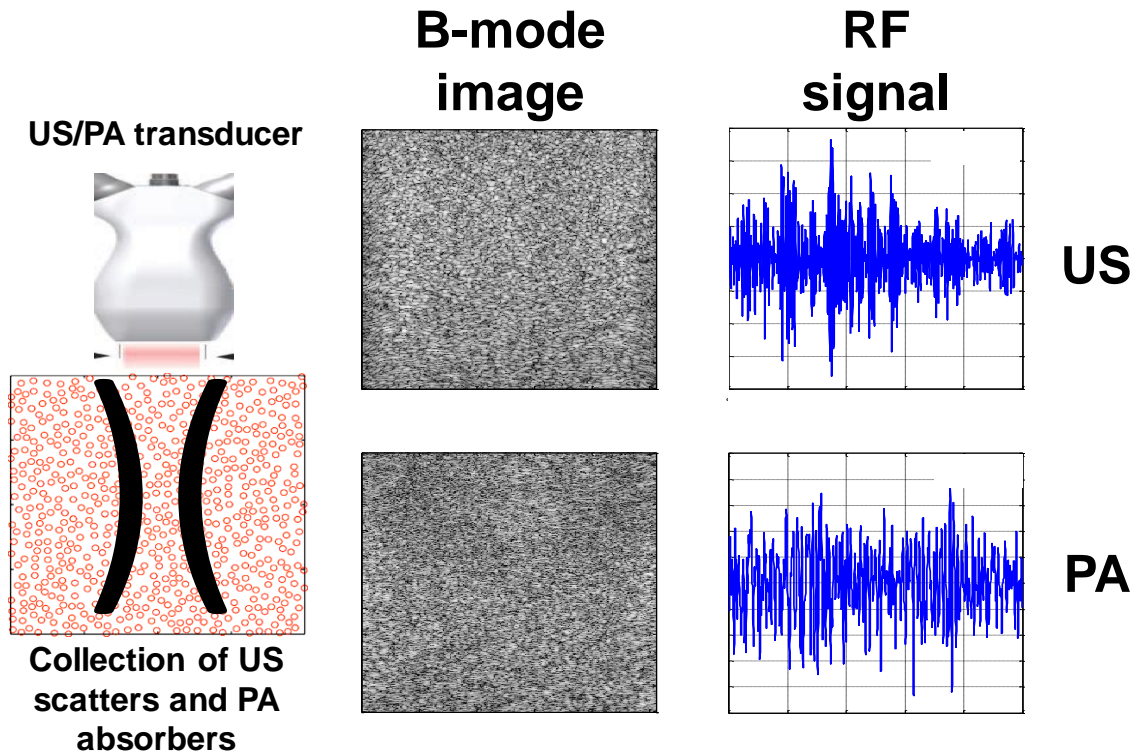 B-mode
image
RF
signal
US/PA transducer
US
PA
Collection of US
scatters and PA
absorbers